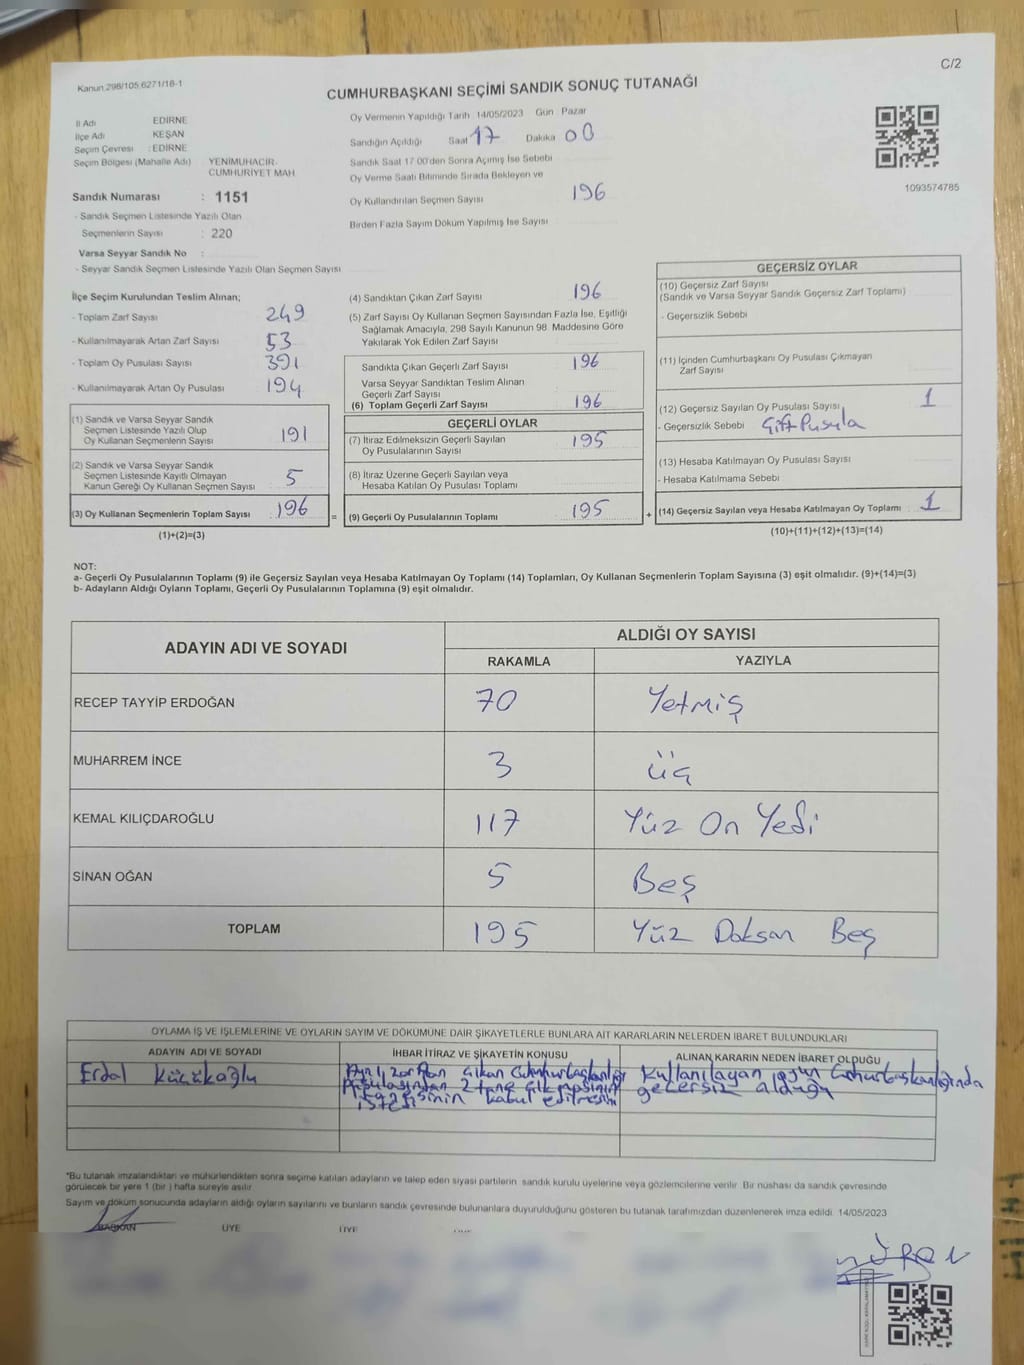 C/2
Kanun 298/105 6271/18-1
CUMHURBAŞKANI SEÇİMİ SANDIK SONUÇ TUTANAĞI
İl Adı EDİRNE
İlçe Adı KEŞAN
Seçim Çevresi : EDİRNE
Seçim Bölgesi (Mahalle Adı) YENİMUHACİR-CUMHURİYET MAH.
Sandık Numarası : 1151
- Sandık Seçmen Listesinde Yazılı Olan
Seçmenlerin Sayısı : 220
Varsa Seyyar Sandık No :
- Seyyar Sandık Seçmen Listesinde Yazılı Olan Seçmen Sayısı
Oy Vermenin Yapıldığı Tarih 14/05/2023 Gün Pazar
Sandığın Açıldığı Saat 17 Dakika 00
Sandık Saat 17 00'den Sonra Açımış İse Sebebi
Oy Verme Saati Bitiminde Sırada Bekleyen ve
Oy Kullandırılan Seçmen Sayısı 196
Birden Fazla Sayım Döküm Yapılmış İse Sayısı
1093574785
İlçe Seçim Kurulundan Teslim Alınan;
- Toplam Zarf Sayısı 249
- Kullanılmayarak Artan Zarf Sayısı 53
- Toplam Oy Pusulası Sayısı 391
- Kullanılmayarak Artan Oy Pusulası 194
(1) Sandık ve Varsa Seyyar Sandık
Seçmen Listesinde Yazılı Olup
Oy Kullanan Seçmenlerin Sayısı 191
(2) Sandık ve Varsa Seyyar Sandık
Seçmen Listesinde Kayıtlı Olmayan
Kanun Gereği Oy Kullanan Seçmen Sayısı 5
(3) Oy Kullanan Seçmenlerin Toplam Sayısı 196
(1)+(2)=(3)
(4) Sandıktan Çıkan Zarf Sayısı 196
(5) Zarf Sayısı Oy Kullanan Seçmen Sayısından Fazla İse, Eşitliği
Sağlamak Amacıyla, 298 Sayılı Kanunun 98. Maddesine Göre
Yakılarak Yok Edilen Zarf Sayısı
Sandıkta Çıkan Geçerli Zarf Sayısı 196
Varsa Seyyar Sandıktan Teslim Alınan
Geçerli Zarf Sayısı
(6) Toplam Geçerli Zarf Sayısı 196
GEÇERLİ OYLAR
(7) İtiraz Edilmeksizin Geçerli Sayılan
Oy Pusulalarının Sayısı 195
(8) İtiraz Üzerine Geçerli Sayılan veya
Hesaba Katılan Oy Pusulası Toplamı
= (9) Geçerli Oy Pusulalarının Toplamı 195
GEÇERSİZ OYLAR
(10) Geçersiz Zarf Sayısı
(Sandık ve Varsa Seyyar Sandık Geçersiz Zarf Toplamı)
- Geçersizlik Sebebi
(11) İçinden Cumhurbaşkanı Oy Pusulası Çıkmayan
Zarf Sayısı
(12) Geçersiz Sayılan Oy Pusulası Sayısı 1
- Geçersizlik Sebebi Çift Pusula
(13) Hesaba Katılmayan Oy Pusulası Sayısı
- Hesaba Katılmama Sebebi
+ (14) Geçersiz Sayılan veya Hesaba Katılmayan Oy Toplamı : 1
(10)+(11)+(12)+(13)=(14)
NOT:
a- Geçerli Oy Pusulalarının Toplamı (9) ile Geçersiz Sayılan veya Hesaba Katılmayan Oy Toplamı (14) Toplamları, Oy Kullanan Seçmenlerin Toplam Sayısına (3) eşit olmalıdır. (9)+(14)=(3)
b- Adayların Aldığı Oyların Toplamı, Geçerli Oy Pusulalarının Toplamına (9) eşit olmalıdır.
ADAYIN ADI VE SOYADI ALDIĞI OY SAYISI
RAKAMLA YAZIYLA
RECEP TAYYİP ERDOĞAN 70 Yetmiş
MUHARREM İNCE 3 üç
KEMAL KILIÇDAROĞLU 117 Yüz On Yedi
SİNAN OĞAN 5 Beş
TOPLAM 195 Yüz Doksan Beş
OYLAMA İŞ VE İŞLEMLERİNE VE OYLARIN SAYIM VE DÖKÜMÜNE DAİR ŞİKAYETLERLE BUNLARA AİT KARARLARIN NELERDEN İBARET BULUNDUKLARI
ADAYIN ADI VE SOYADI İHBAR İTİRAZ VE ŞİKAYETİN KONUSU ALINAN KARARIN NEDEN İBARET OLDUĞU
Erdal Küçükoğlu
Aynı zarftan çıkan Cumhurbaşkanlığı
Pusulasından 2 tane çıkmasının
kabul edilmesini
isteği
Kullanılayan oyun Cumhurbaşkanlığında
geçersiz olduğu
*Bu tutanak imzalandıktan ve mühürlendikten sonra seçime katılan adayların ve talep eden siyasi partilerin sandık kurulu üyelerine veya gözlemcilerine verilir. Bir nüshası da sandık çevresinde
görülecek bir yere 1 (bir) hafta süreyle asılır.
Sayım ve döküm sonucunda adayların aldığı oyların sayılarını ve bunların sandık çevresinde bulunanlara duyurulduğunu gösteren bu tutanak tarafımızdan düzenlenerek imza edildi. 14/05/2023
BAŞKAN ÜYE ÜYE